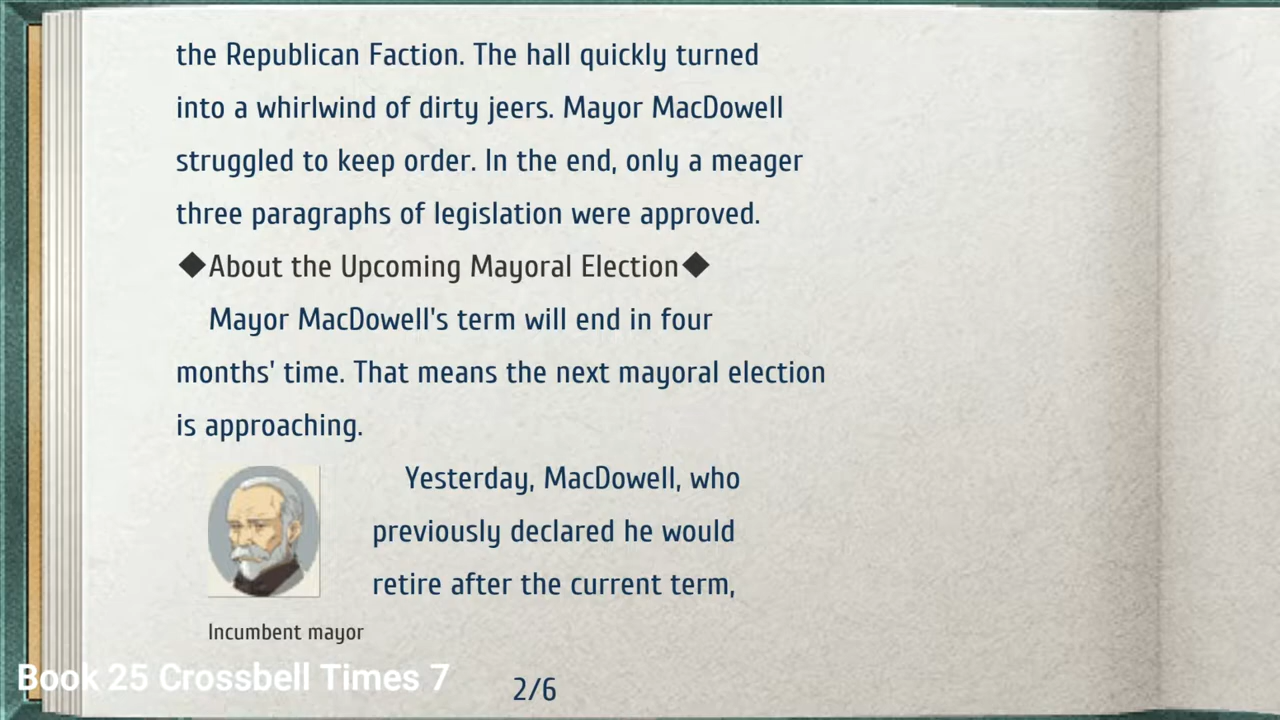 the Republican Faction. The hall quickly turned
into a whirlwind of dirty jeers. Mayor MacDowell
struggled to keep order. In the end, only a meager
three paragraphs of legislation were approved.
◆About the Upcoming Mayoral Election◆
Mayor MacDowell's term will end in four
months' time. That means the next mayoral election
is approaching.
Yesterday, MacDowell, who
previously declared he would
retire after the current term,
Incumbent mayor
Book 25 Crossbell Times 7
2/6